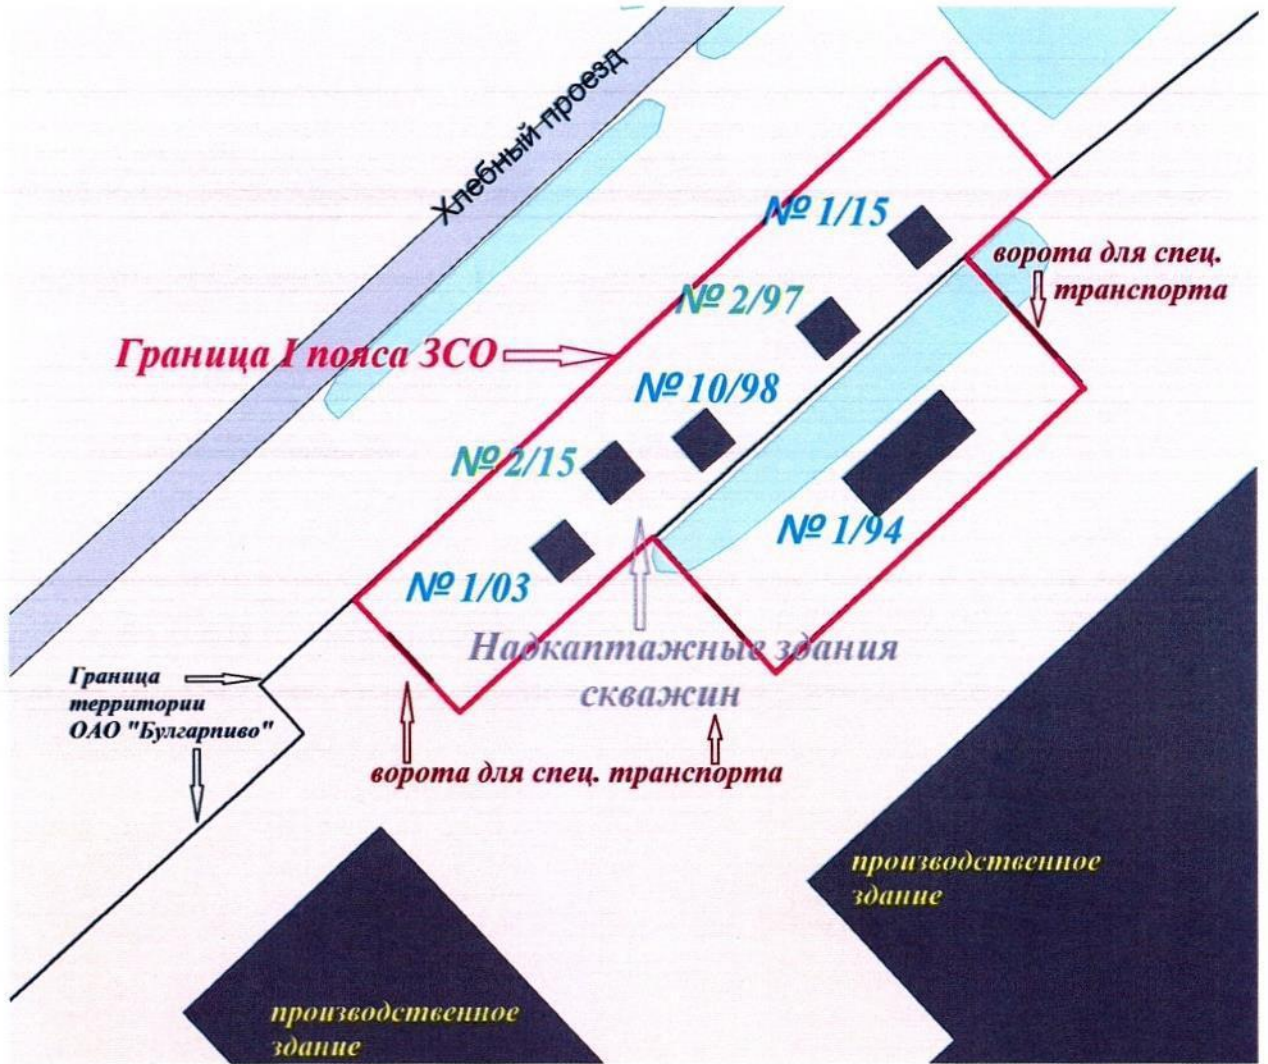 Хлебный проезд
№ 1/15
ворота для спец.
транспорта
№ 2/97
Граница I пояса ЗСО
№ 10/98
№ 2/15
№ 1/94
№ 1/03
Надкаптажные здания
скважин
Граница
территории
ОАО "Булгарпиво"
ворота для спец. транспорта
производственное
здание
производственное
здание